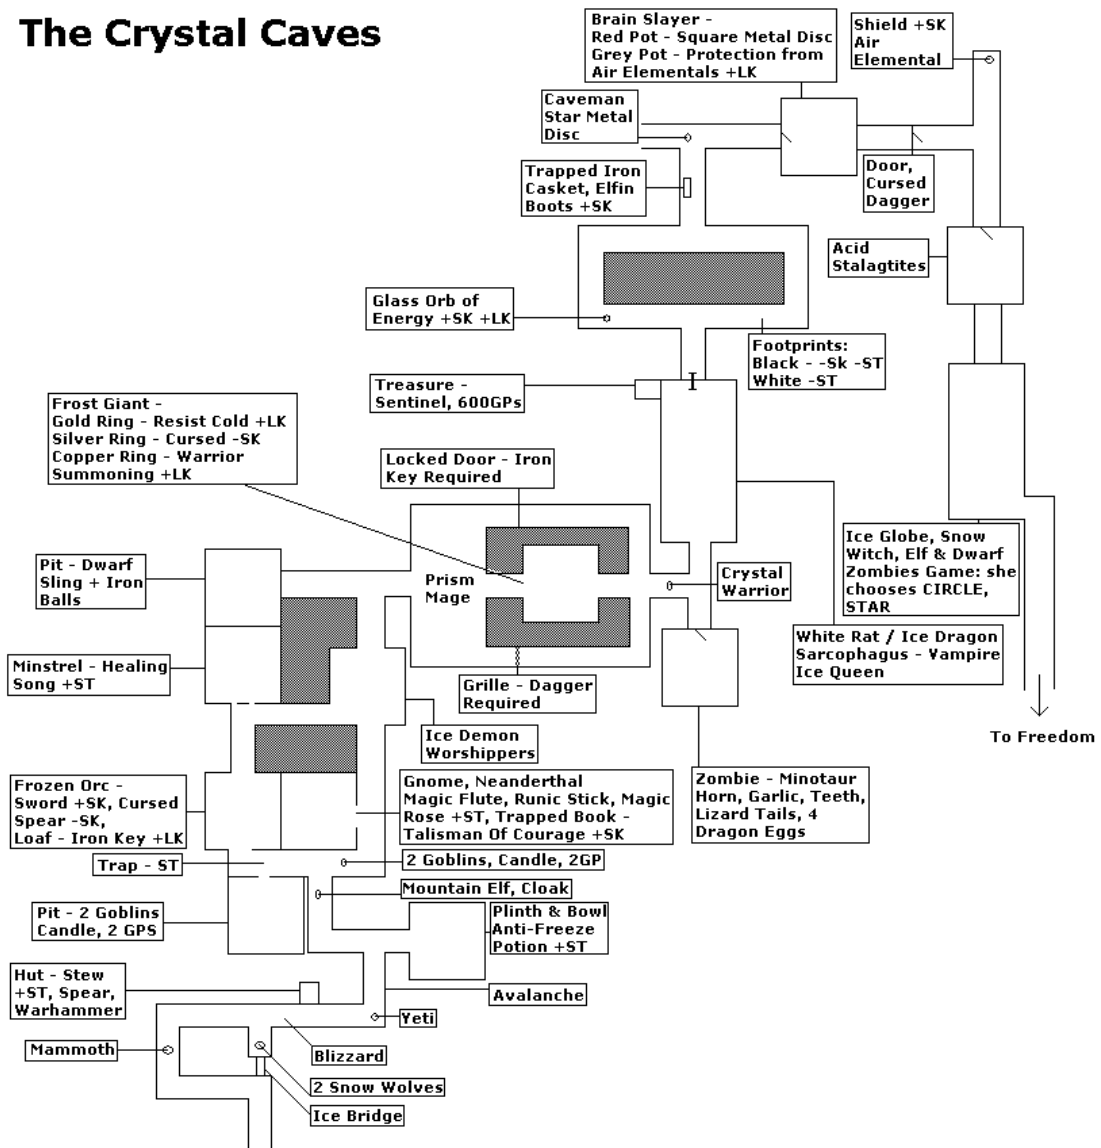 The Crystal Caves
Brain Slayer -
Red Pot - Square Metal Disc
Grey Pot - Protection from
Air Elementals +LK
Shield +SK
Air
Elemental
Caveman
Star Metal
Disc
Trapped Iron
Casket, Elfin
Boots +SK
Door,
Cursed
Dagger
Acid
Stalagtites
Glass Orb of
Energy +SK +LK
Footprints:
Black - -Sk -ST
White -ST
Treasure -
Sentinel, 600GPs
Frost Giant -
Gold Ring - Resist Cold +LK
Silver Ring - Cursed -SK
Copper Ring - Warrior
Summoning +LK
Locked Door - Iron
Key Required
Ice Globe, Snow
Witch, Elf & Dwarf
Zombies Game: she
chooses CIRCLE,
STAR
Pit - Dwarf
Sling + Iron
Balls
Prism
Mage
Crystal
Warrior
White Rat / Ice Dragon
Sarcophagus - Vampire
Ice Queen
Minstrel - Healing
Song +ST
Grille - Dagger
Required
Ice Demon
Worshippers
To Freedom
Frozen Orc -
Sword +SK, Cursed
Spear -SK,
Loaf - Iron Key +LK
Gnome, Neanderthal
Magic Flute, Runic Stick, Magic
Rose +ST, Trapped Book -
Talisman Of Courage +SK
Zombie - Minotaur
Horn, Garlic, Teeth,
Lizard Tails, 4
Dragon Eggs
Trap - ST
2 Goblins, Candle, 2GP
Mountain Elf, Cloak
Pit - 2 Goblins
Candle, 2 GPS
Plinth & Bowl
Anti-Freeze
Potion +ST
Hut - Stew
+ST, Spear,
Warhammer
Avalanche
Yeti
Mammoth
Blizzard
2 Snow Wolves
Ice Bridge